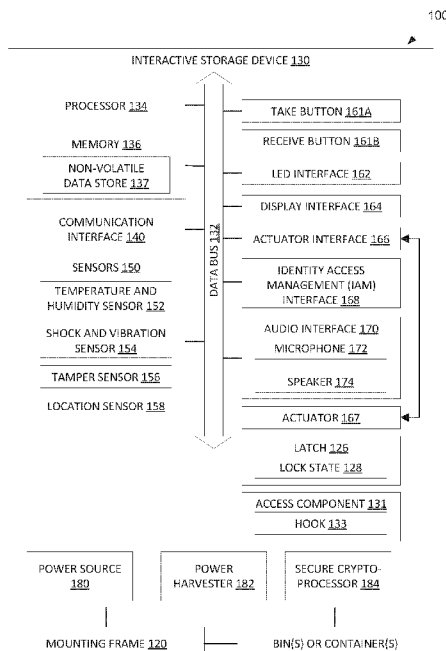 100
INTERACTIVE STORAGE DEVICE 130
PROCESSOR 134
MEMORY 136
NON-VOLATILE
DATA STORE 137
COMMUNICATION
INTERFACE 140
SENSORS 150
TEMPERATURE AND
HUMIDITY SENSOR 152
SHOCK AND VIBRATION
SENSOR 154
TAMPER SENSOR 156
LOCATION SENSOR 158
DATA BUS 132
TAKE BUTTON 161A
RECEIVE BUTTON 161B
LED INTERFACE 162
DISPLAY INTERFACE 164
ACTUATOR INTERFACE 166
IDENTITY ACCESS
MANAGEMENT (IAM)
INTERFACE 168
AUDIO INTERFACE 170
MICROPHONE 172
SPEAKER 174
ACTUATOR 167
LATCH 126
LOCK STATE 128
ACCESS COMPONENT 131
HOOK 133
POWER SOURCE
180
POWER
HARVESTER 182
SECURE CRYPTO-
PROCESSOR 184
MOUNTING FRAME 120
BIN(S) OR CONTAINER(S)